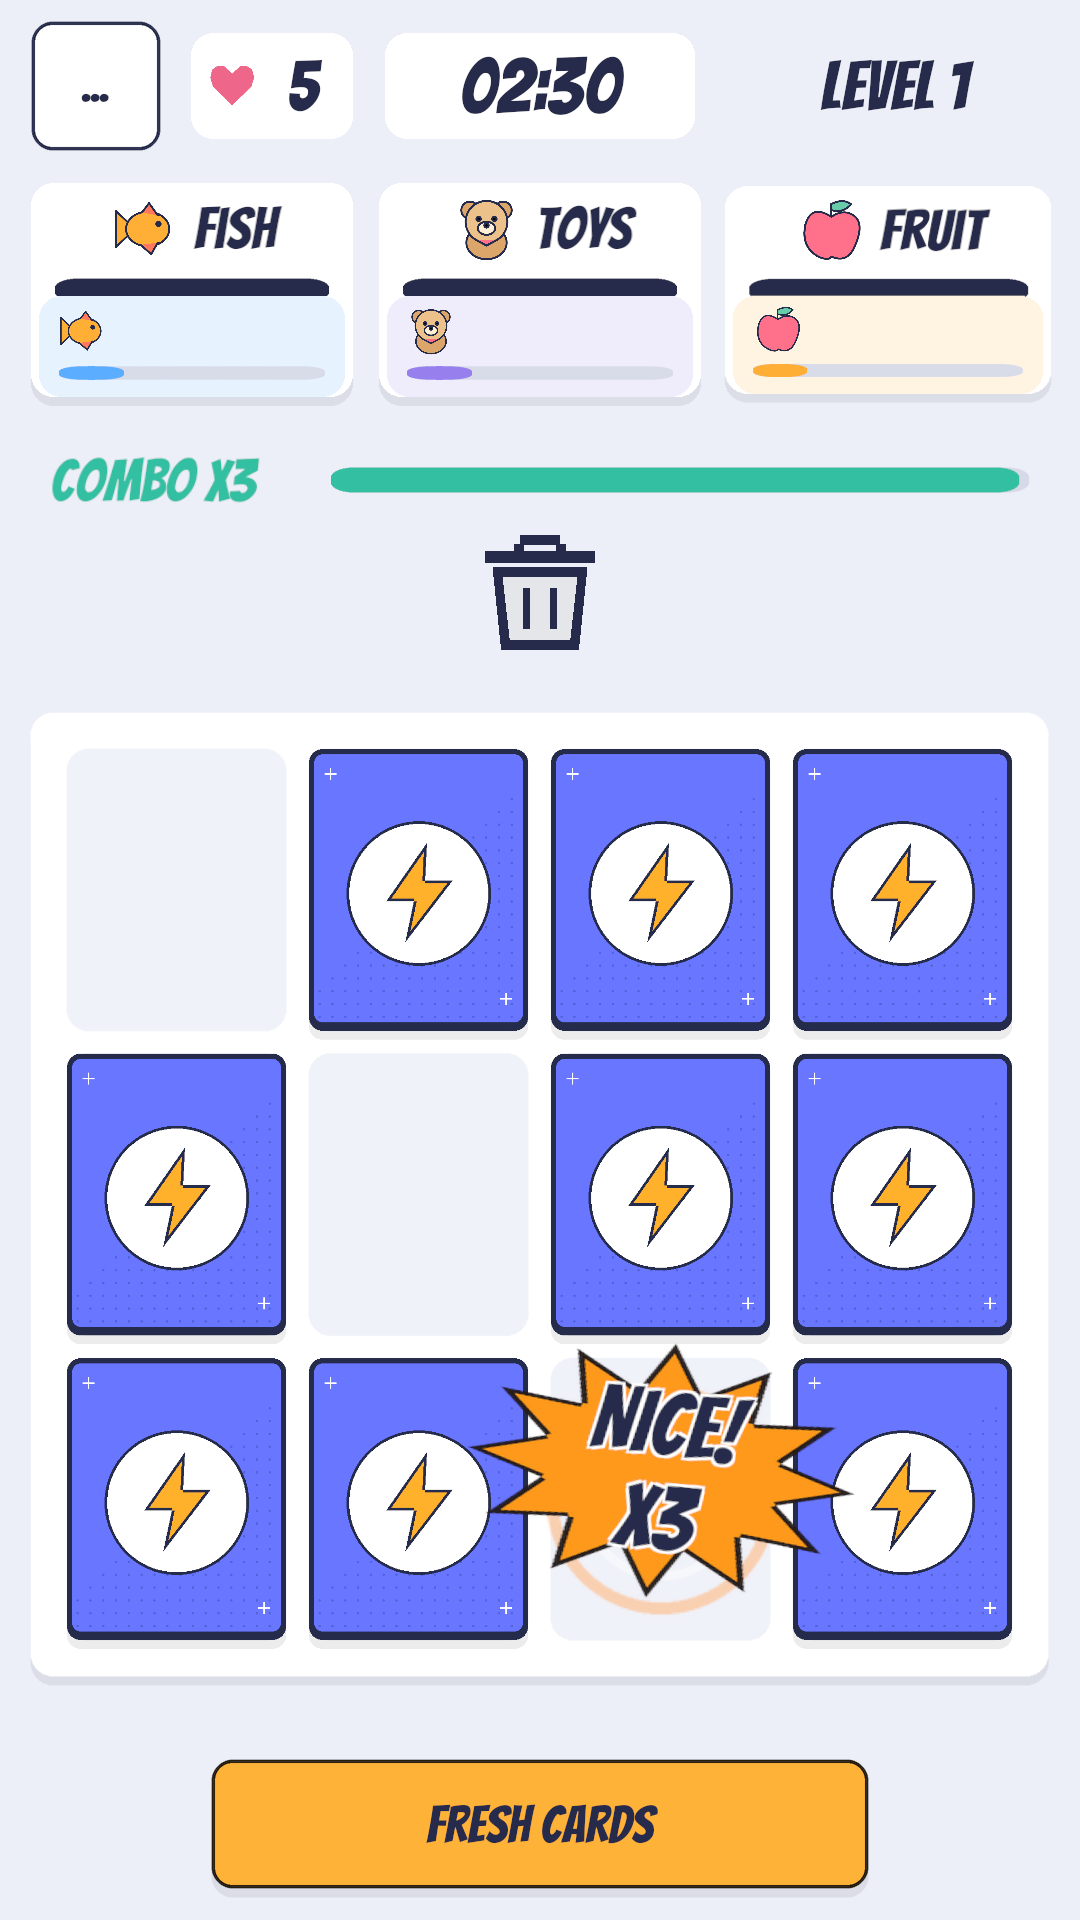 ...
5
02:30
LEVEL 1
FISH
TOYS
FRUIT
COMBO X3
NICE!
X3
FRESH CARDS